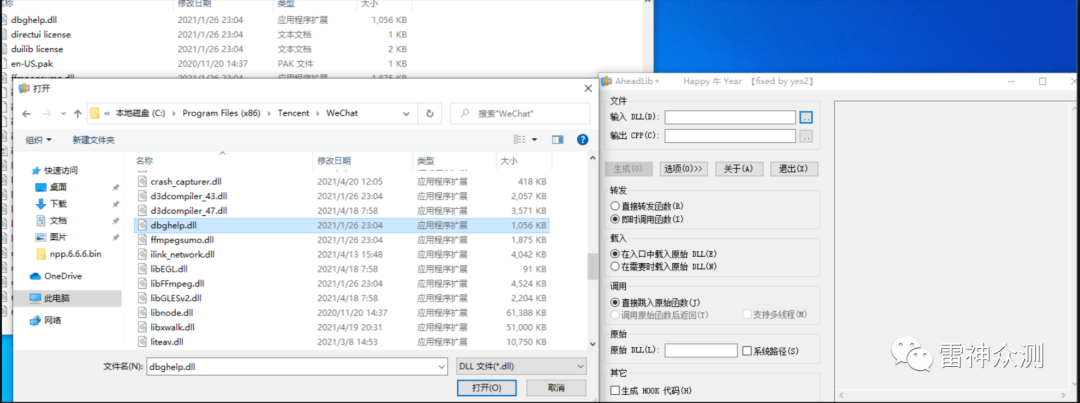 名称 修改日期 类型 大小
dbghelp.dll 2021/1/26 23:04 应用程序扩展 1,056 KB
directui license 2021/1/26 23:04 文本文档 1 KB
duilib license 2021/1/26 23:04 文本文档 2 KB
en-US.pak 2020/11/20 14:37 PAK 文件 1 KB
ffmpegsumo.dll 2021/1/26 23:04 应用程序扩展 1,875 KB
打开
本地磁盘 (C:) > Program Files (x86) > Tencent > WeChat
搜索"WeChat"
组织 新建文件夹
快速访问
桌面
下载
文档
图片
npp.6.6.6.bin
OneDrive
此电脑
网络
名称 修改日期 类型 大小
crash_capturer.dll 2021/4/20 12:05 应用程序扩展 418 KB
d3dcompiler_43.dll 2021/1/26 23:04 应用程序扩展 2,057 KB
d3dcompiler_47.dll 2021/4/18 7:58 应用程序扩展 3,571 KB
dbghelp.dll 2021/1/26 23:04 应用程序扩展 1,056 KB
ffmpegsumo.dll 2021/1/26 23:04 应用程序扩展 1,875 KB
ilink_network.dll 2021/4/13 15:48 应用程序扩展 4,042 KB
libEGL.dll 2021/4/18 7:58 应用程序扩展 91 KB
libFFmpeg.dll 2021/1/26 23:04 应用程序扩展 4,524 KB
libGLESv2.dll 2021/4/18 7:58 应用程序扩展 2,204 KB
libnode.dll 2020/11/20 14:37 应用程序扩展 61,388 KB
libxwalk.dll 2021/4/19 20:31 应用程序扩展 51,000 KB
liteav.dll 2021/3/8 14:53 应用程序扩展 10,750 KB
文件名(N): dbghelp.dll DLL 文件(*.dll)
打开(O) 取消
AheadLib+ Happy 牛 Year 【fixed by yes2】
文件
输入 DLL(D): ..
输出 CPP(C): ..
生成(G) 选项(O)>> 关于(A) 退出(X)
转发
直接转发函数(R)
即时调用函数(I)
载入
在入口中载入原始 DLL(E)
在需要时载入原始 DLL(N)
调用
直接跳入原始函数(J)
调用原始函数后返回(T) 支持多线程(M)
原始
原始 DLL(L): 系统路径(S)
其它
生成 HOOK 代码(H)
雷神众测